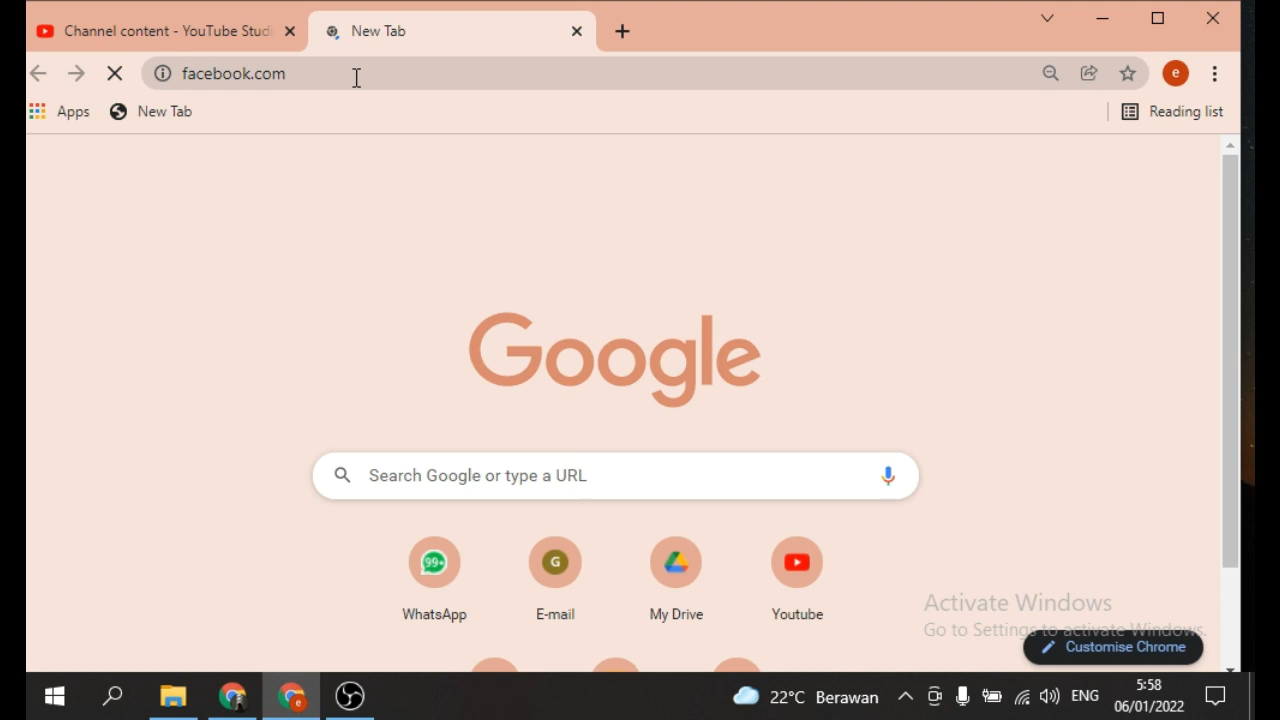 Channel content - YouTube Stud
New Tab
facebook.com
e
Apps
New Tab
Reading list
Google
Search Google or type a URL
99+
G
WhatsApp
E-mail
My Drive
Youtube
Activate Windows
Go to Settings to activate Windows.
Customise Chrome
e
22°C Berawan
ENG
5:58
06/01/2022